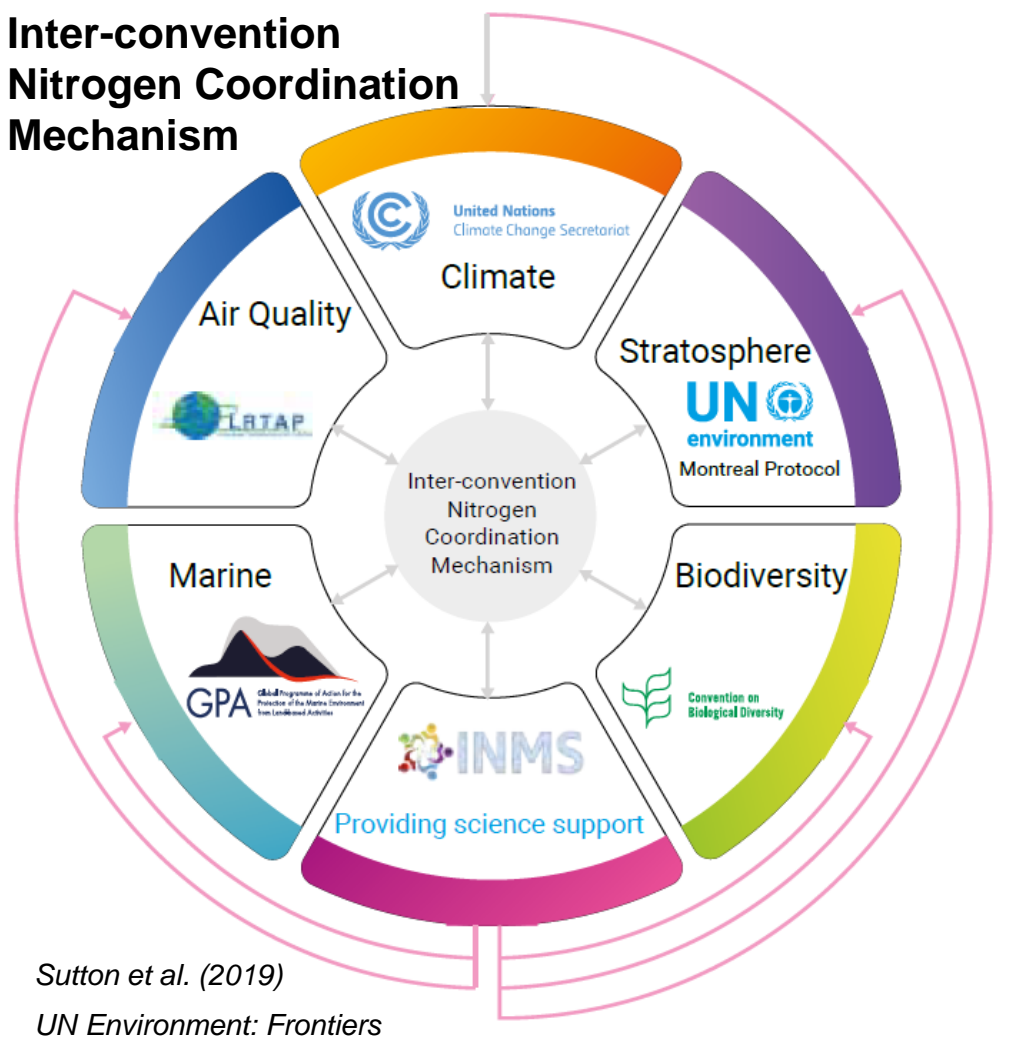 Inter-convention
Nitrogen Coordination
Mechanism
United Nations
Climate Change Secretariat
Climate
Air Quality
LRTAP
Stratosphere
UN
environment
Montreal Protocol
Inter-convention
Nitrogen
Coordination
Mechanism
Marine
GPA
Global Programme of Action for the
Protection of the Marine Environment
from Landbased Activities
Biodiversity
Convention on
Biological Diversity
INMS
Providing science support
Sutton et al. (2019)
UN Environment: Frontiers